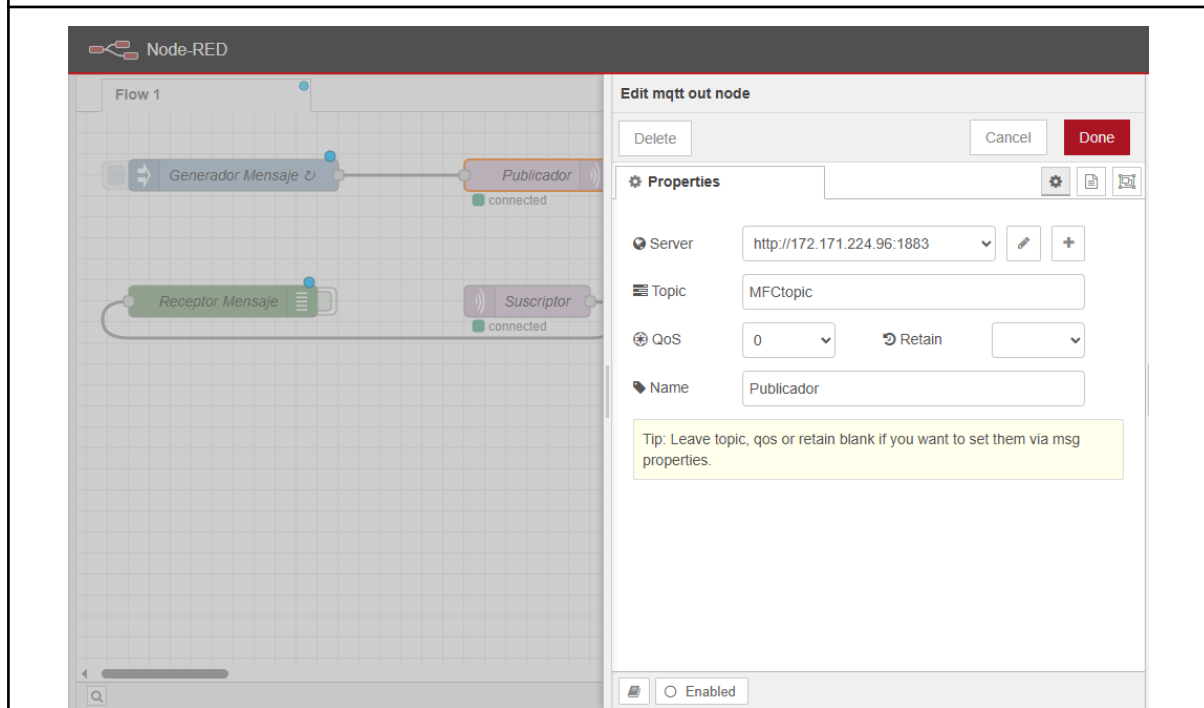 Node-RED
Flow 1
Generador Mensaje ↻
Publicador
connected
Receptor Mensaje
Suscriptor
connected
Edit mqtt out node
Delete
Cancel
Done
Properties
Server
http://172.171.224.96:1883
Topic
MFCtopic
QoS
0
Retain
Name
Publicador
Tip: Leave topic, qos or retain blank if you want to set them via msg
properties.
Enabled